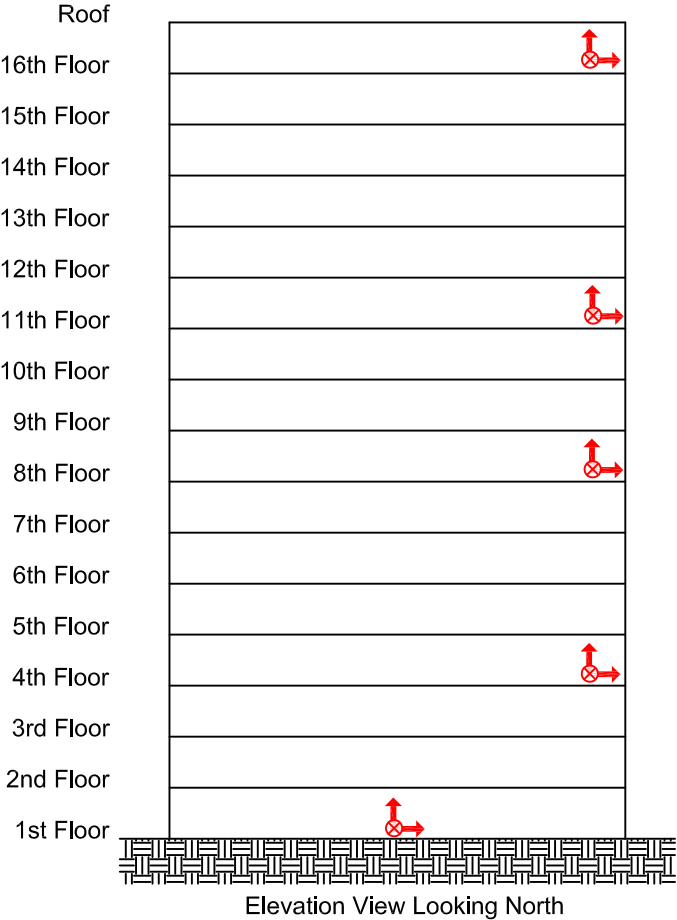 Roof
16th Floor
15th Floor
14th Floor
13th Floor
12th Floor
11th Floor
10th Floor
9th Floor
8th Floor
7th Floor
6th Floor
5th Floor
4th Floor
3rd Floor
2nd Floor
1st Floor
Elevation View Looking North